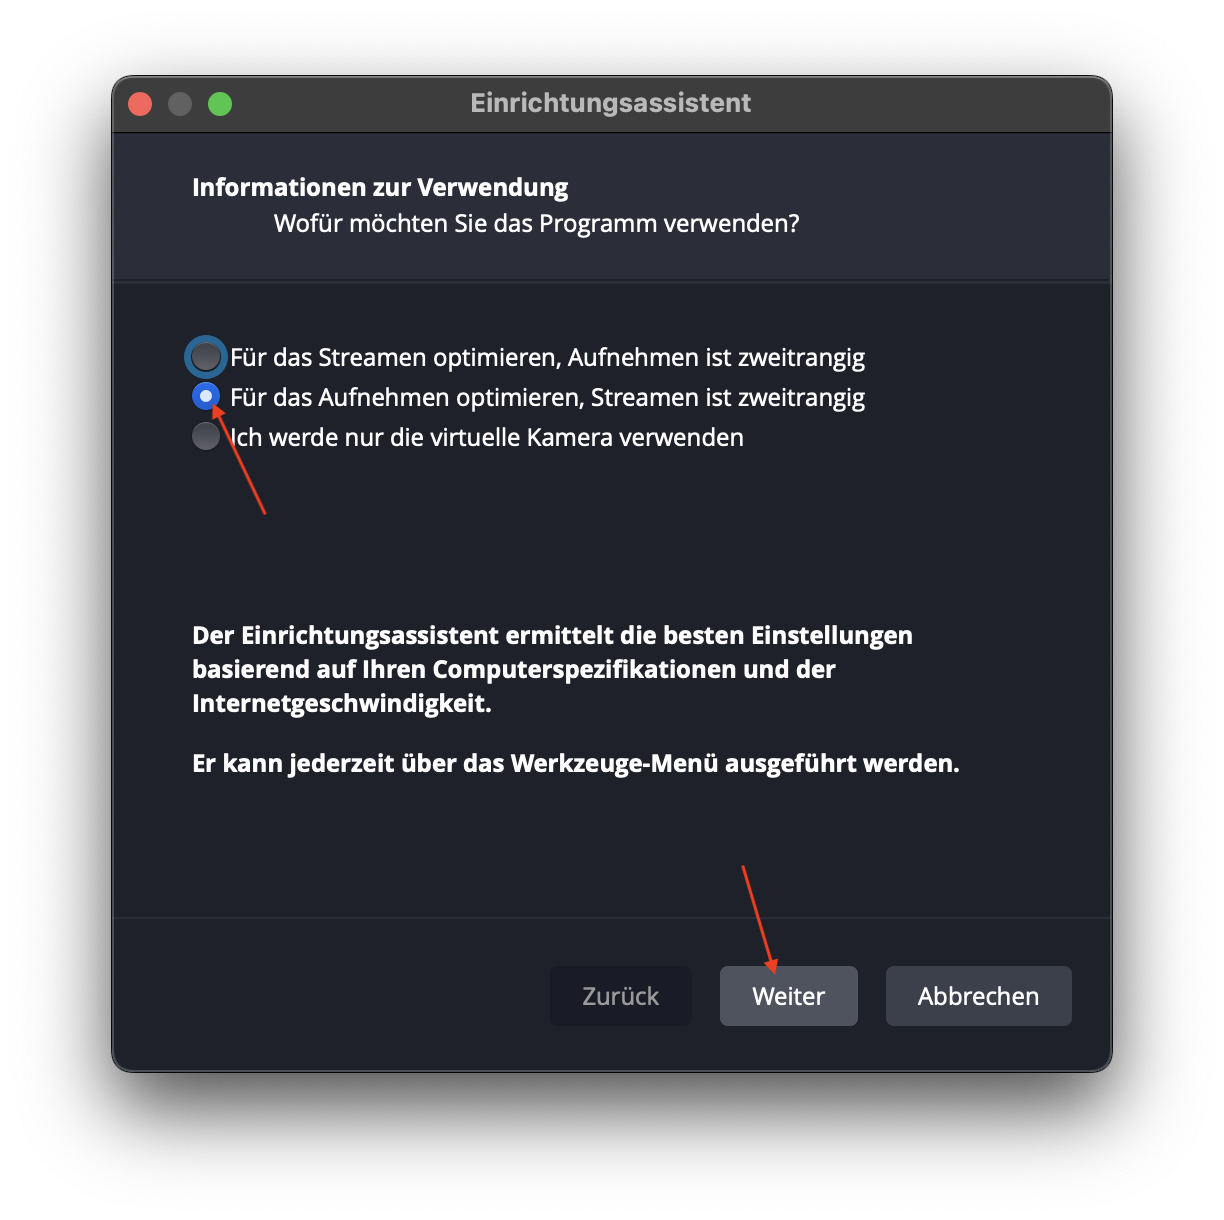 Einrichtungsassistent
Informationen zur Verwendung
Wofür möchten Sie das Programm verwenden?
Für das Streamen optimieren, Aufnehmen ist zweitrangig
Für das Aufnehmen optimieren, Streamen ist zweitrangig
Ich werde nur die virtuelle Kamera verwenden
Der Einrichtungsassistent ermittelt die besten Einstellungen
basierend auf Ihren Computerspezifikationen und der
Internetgeschwindigkeit.
Er kann jederzeit über das Werkzeuge-Menü ausgeführt werden.
Zurück
Weiter
Abbrechen